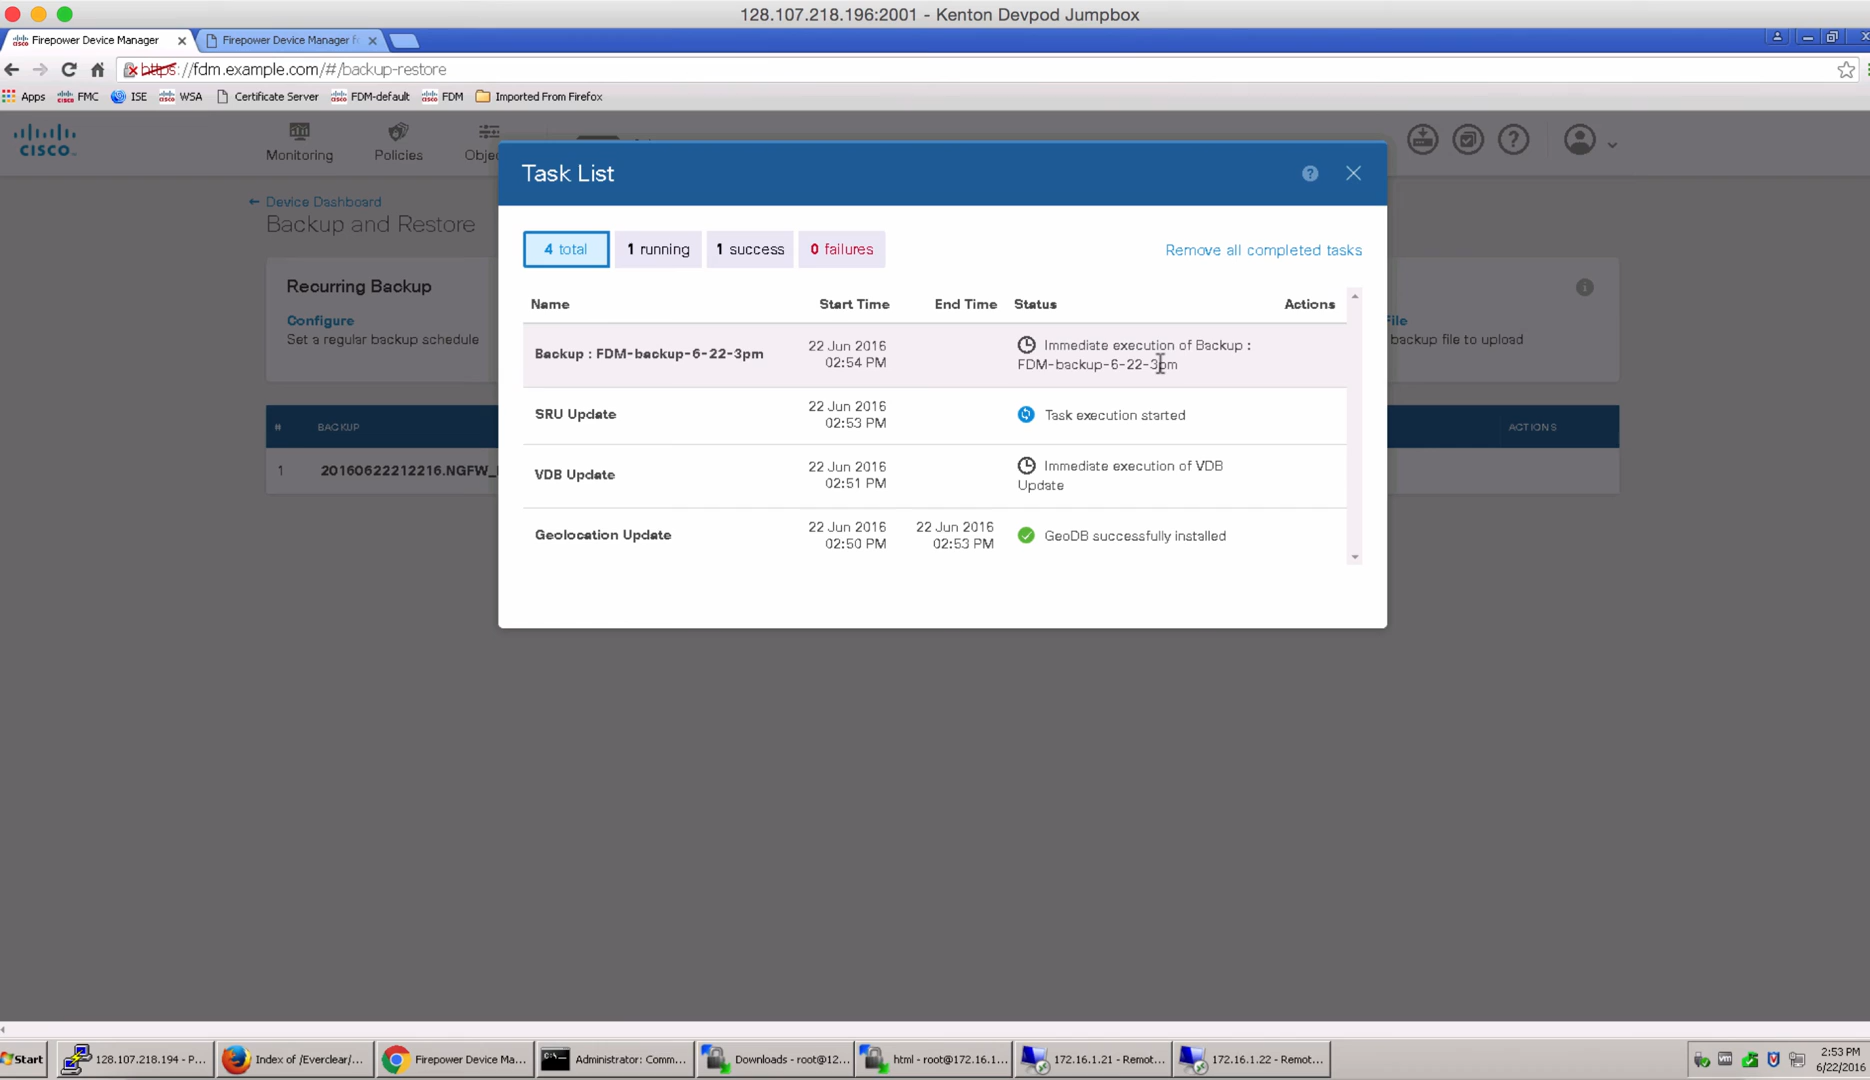 128.107.218.196:2001 - Kenton Devpod Jumpbox
Firepower Device Manager
Firepower Device Manager f
https://fdm.example.com/#/backup-restore
Apps FMC ISE WSA Certificate Server FDM-default FDM Imported From Firefox
CISCO
Monitoring Policies
Device Dashboard
Backup and Restore
Task List
4 total 1 running 1 success 0 failures Remove all completed tasks
Recurring Backup
Configure
Set a regular backup schedule
File
backup file to upload
Name Start Time End Time Status Actions
Backup : FDM-backup-6-22-3pm
22 Jun 2016
02:54 PM
Immediate execution of Backup :
FDM-backup-6-22-3pm
SRU Update
22 Jun 2016
02:53 PM
Task execution started
VDB Update
22 Jun 2016
02:51 PM
Immediate execution of VDB
Update
Geolocation Update
22 Jun 2016
02:50 PM
22 Jun 2016
02:53 PM
GeoDB successfully installed
# BACKUP ACTIONS
1 20160622212216.NGFW_
Start 128.107.218.194 - P... Index of /Everclear/... Firepower Device Ma... Administrator: Comm... Downloads - root@12... html - root@172.16.1... 172.16.1.21 - Remot... 172.16.1.22 - Remot...
2:53 PM
6/22/2016